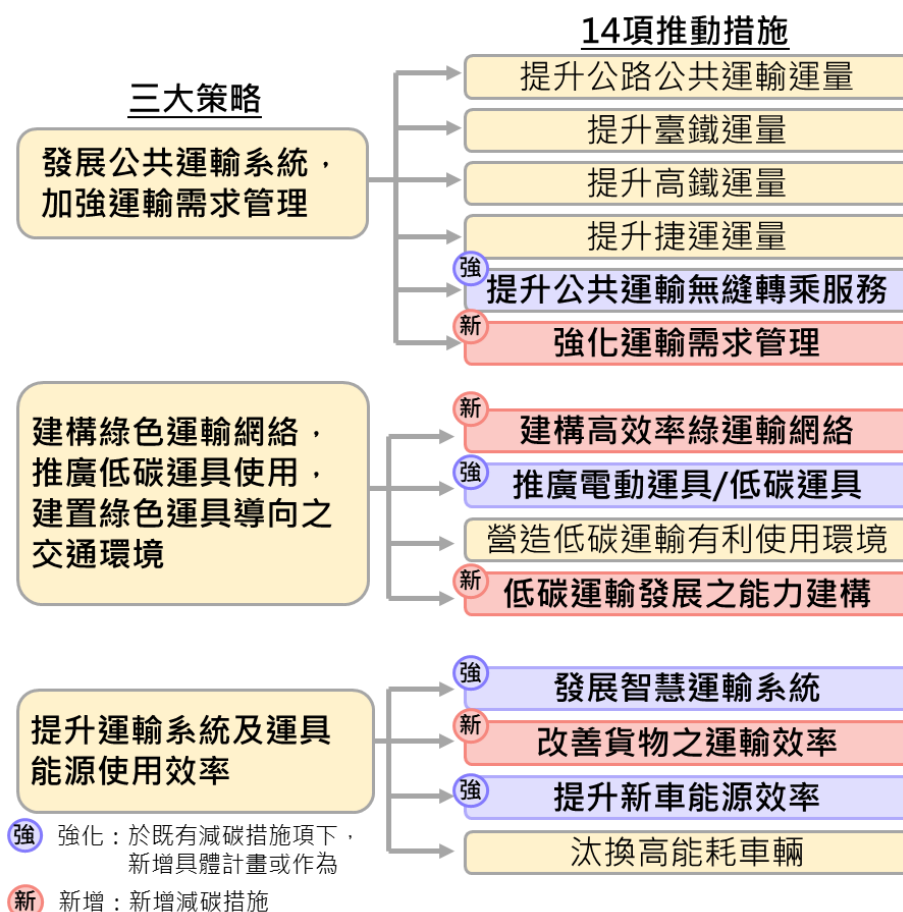 14項推動措施
三大策略
發展公共運輸系統，
加強運輸需求管理
提升公路公共運輸運量
提升臺鐵運量
提升高鐵運量
提升捷運運量
強
提升公共運輸無縫轉乘服務
新
強化運輸需求管理
建構綠色運輸網絡，
推廣低碳運具使用，
建置綠色運具導向之
交通環境
新
建構高效率綠運輸網絡
強
推廣電動運具/低碳運具
營造低碳運輸有利使用環境
新
低碳運輸發展之能力建構
提升運輸系統及運具
能源使用效率
強
發展智慧運輸系統
新
改善貨物之運輸效率
強
提升新車能源效率
汰換高能耗車輛
強 強化：於既有減碳措施項下，
新增具體計畫或作為
新 新增：新增減碳措施